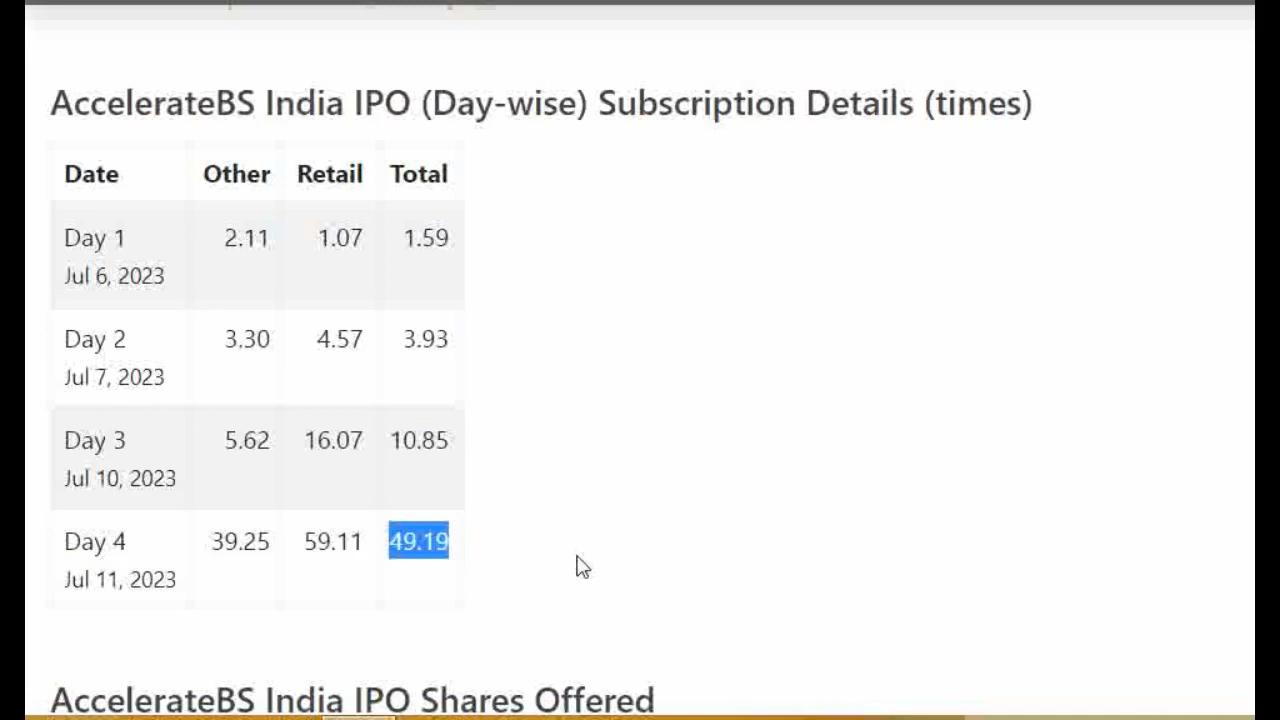 AccelerateBS India IPO (Day-wise) Subscription Details (times)
Date Other Retail Total
Day 1 2.11 1.07 1.59
Jul 6, 2023
Day 2 3.30 4.57 3.93
Jul 7, 2023
Day 3 5.62 16.07 10.85
Jul 10, 2023
Day 4 39.25 59.11 49.19
Jul 11, 2023
AccelerateBS India IPO Shares Offered